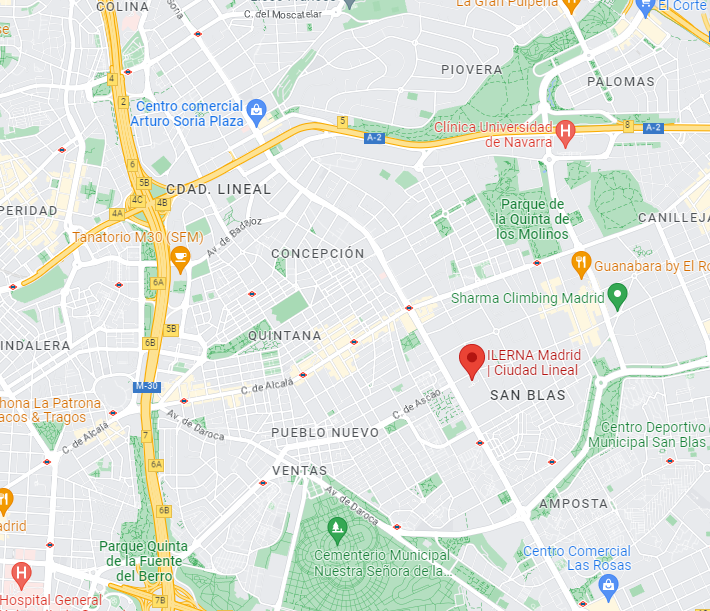 COLINA
C. del Moscatelar
La Gran Pulpería
El Corte
PIOVERA
PALOMAS
4
2
Centro comercial
Arturo Soria Plaza
5
A-2
8
A-2
Clínica Universidad
de Navarra
6
5B
4C
4B
4A
CDAD. LINEAL
PERIDAD
Parque de
la Quinta de
los Molinos
CANILLEJA
Tanatorio M30 (SFM)
Av. de Badajoz
CONCEPCIÓN
Guanabara by El Ro
6A
Sharma Climbing Madrid
5B
6B
INDALERA
QUINTANA
ILERNA Madrid
| Ciudad Lineal
M-30
C. de Alcalá
SAN BLAS
hona La Patrona
acos & Tragos
C. de Ascao
Av. de Daroca
C. de Alcalá
7
PUEBLO NUEVO
Centro Deportivo
Municipal San Blas
6A
VENTAS
Av. de Daroca
AMPOSTA
6B
adrid
Parque Quinta
de la Fuente
del Berro
Cementerio Municipal
Nuestra Señora de la...
Centro Comercial
Las Rosas
Hospital General
7B